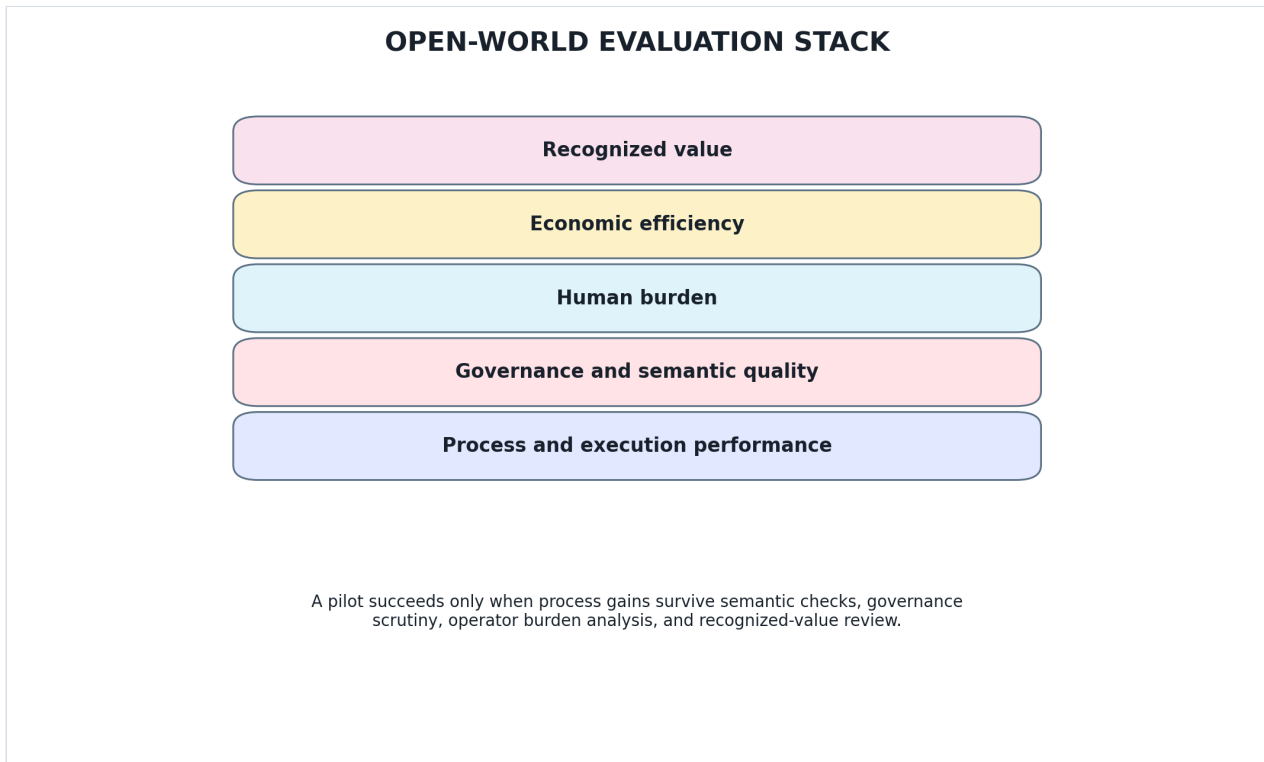 OPEN-WORLD EVALUATION STACK
Recognized value
Economic efficiency
Human burden
Governance and semantic quality
Process and execution performance
A pilot succeeds only when process gains survive semantic checks, governance
scrutiny, operator burden analysis, and recognized-value review.